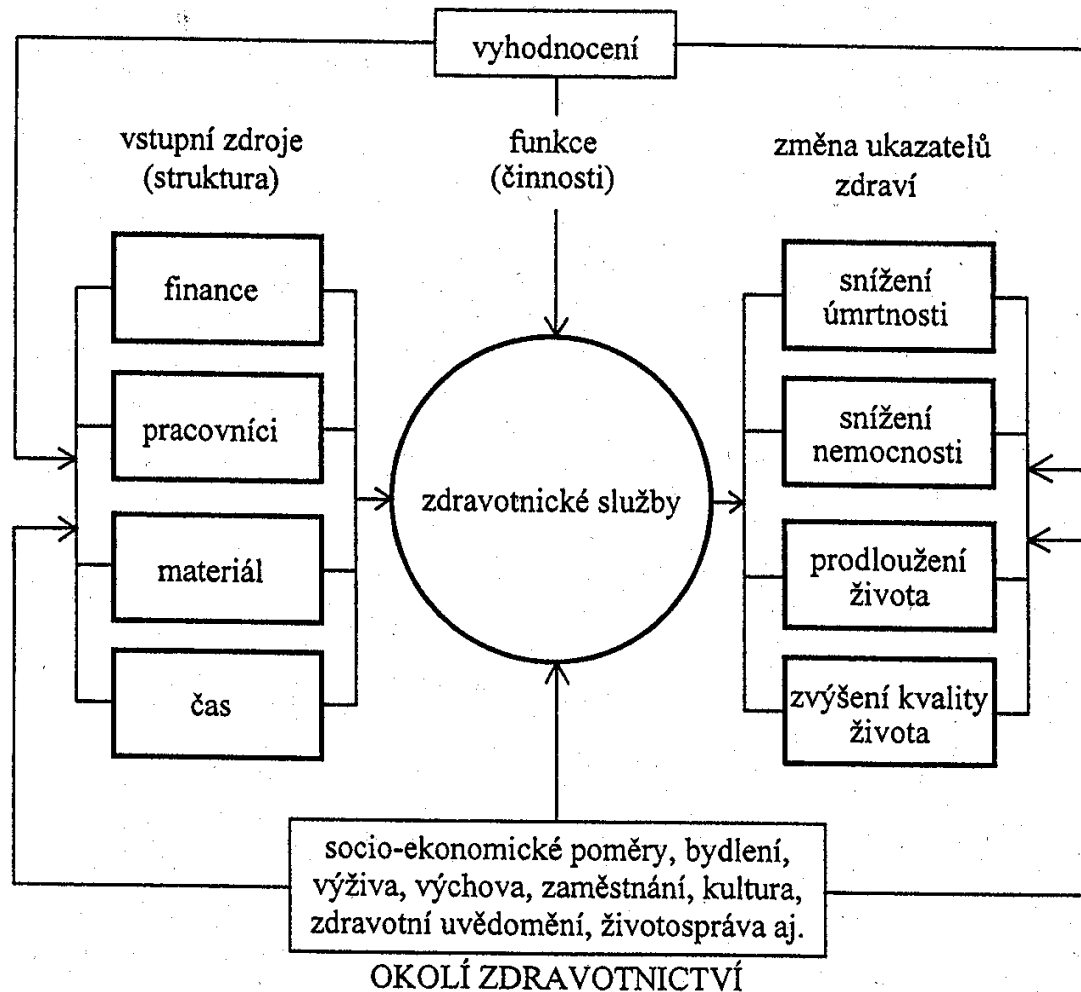 vyhodnocení
vstupní zdroje
(struktura)
funkce
(činnosti)
změna ukazatelů
zdraví
finance
pracovníci
materiál
čas
zdravotnické služby
snížení
úmrtnosti
snížení
nemocnosti
prodloužení
života
zvýšení kvality
života
socio-ekonomické poměry, bydlení,
výživa, výchova, zaměstnání, kultura,
zdravotní uvědomění, životospráva aj.
OKOLÍ ZDRAVOTNICTVÍ